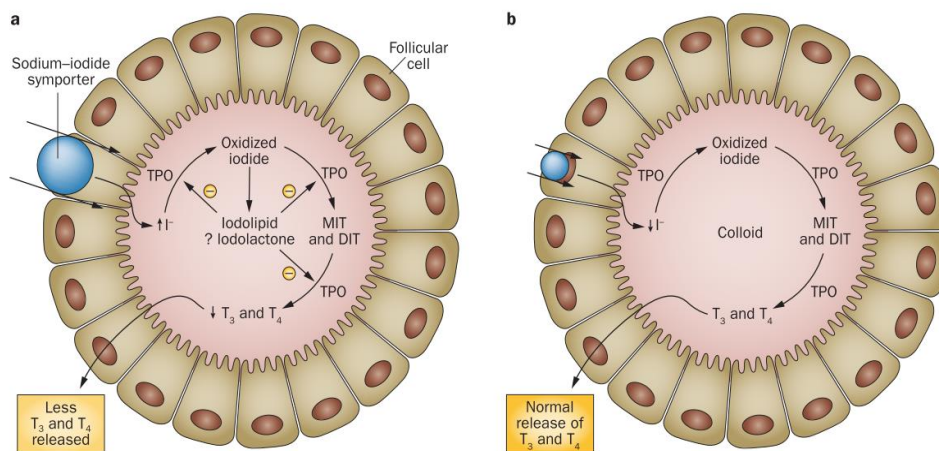 a
Sodium–iodide
symporter
Follicular
cell
Oxidized
iodide
TPO
TPO
–
–
↑I⁻
Iodolipid
? Iodolactone
MIT
and DIT
–
TPO
↓ T₃ and T₄
Less
T₃ and T₄
released
b
Oxidized
iodide
TPO
TPO
↓I⁻
Colloid
MIT
and DIT
TPO
T₃ and T₄
Normal
release of
T₃ and T₄